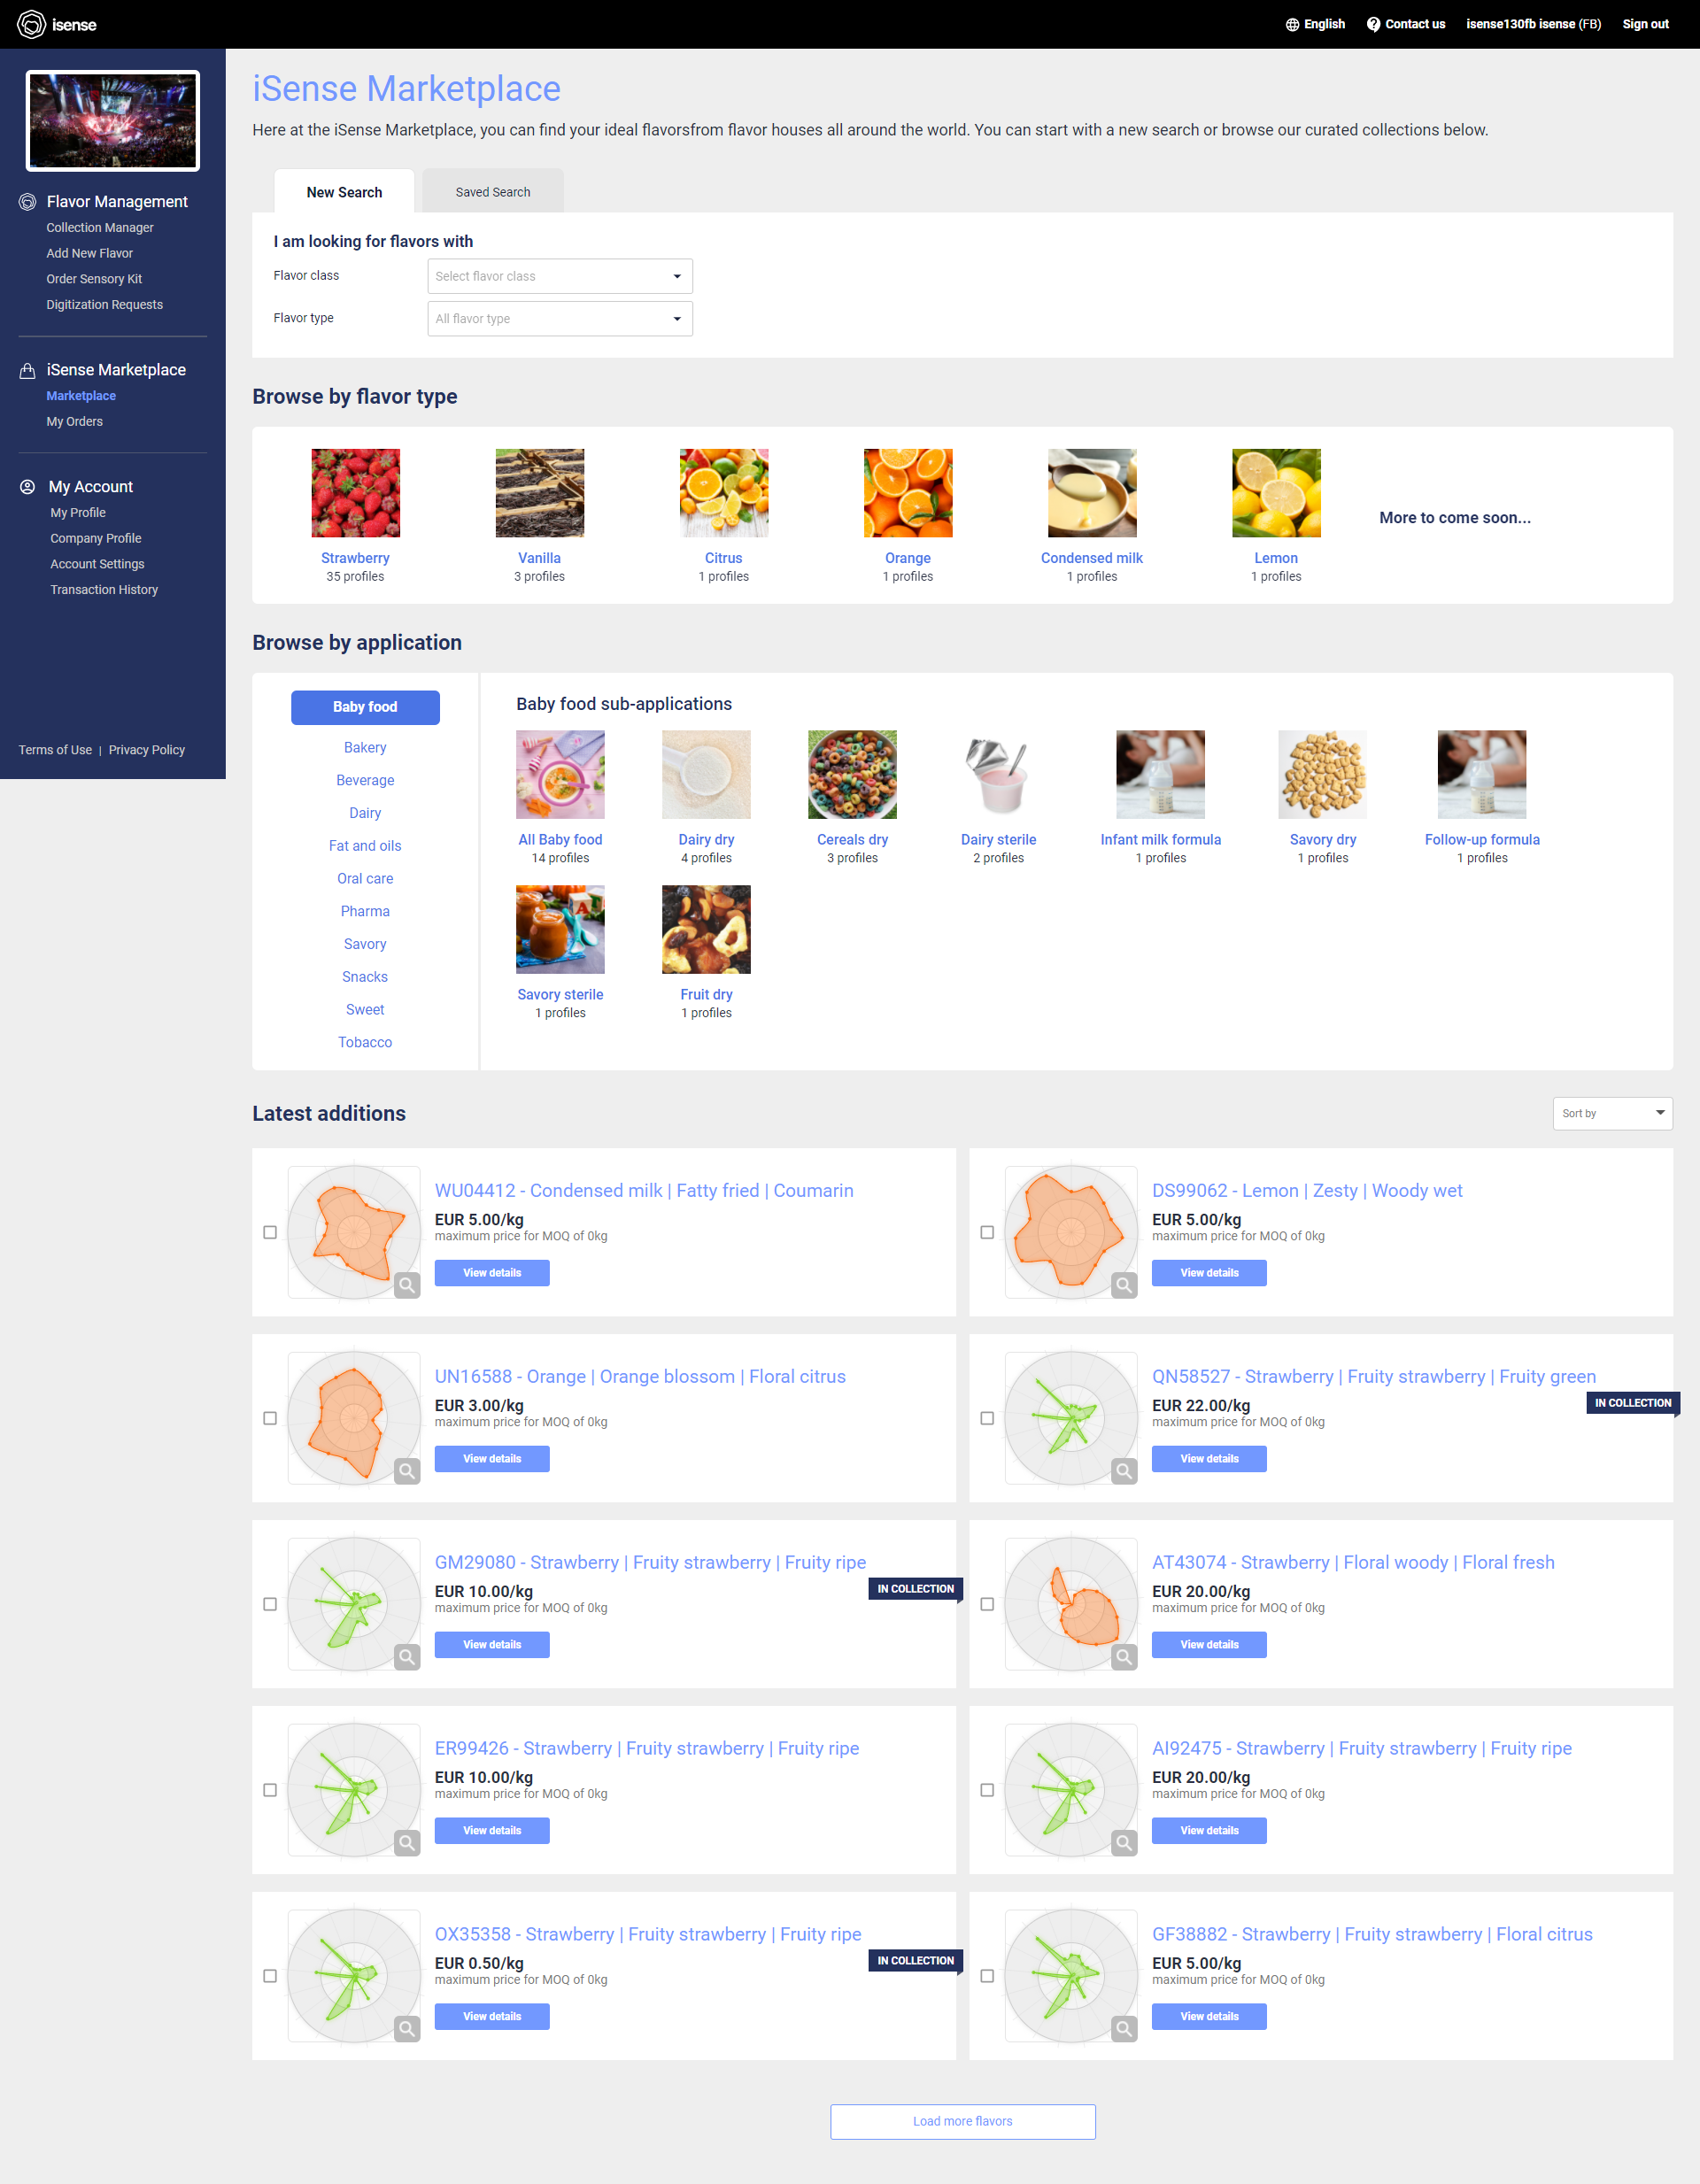 isense
English
Contact us
isense130fb isense (FB)
Sign out
Flavor Management
Collection Manager
Add New Flavor
Order Sensory Kit
Digitization Requests
iSense Marketplace
Marketplace
My Orders
My Account
My Profile
Company Profile
Account Settings
Transaction History
Terms of Use | Privacy Policy
iSense Marketplace
Here at the iSense Marketplace, you can find your ideal flavorsfrom flavor houses all around the world. You can start with a new search or browse our curated collections below.
New Search
Saved Search
I am looking for flavors with
Flavor class
Select flavor class
Flavor type
All flavor type
Browse by flavor type
Strawberry
35 profiles
Vanilla
3 profiles
Citrus
1 profiles
Orange
1 profiles
Condensed milk
1 profiles
Lemon
1 profiles
More to come soon...
Browse by application
Baby food
Bakery
Beverage
Dairy
Fat and oils
Oral care
Pharma
Savory
Snacks
Sweet
Tobacco
Baby food sub-applications
All Baby food
14 profiles
Dairy dry
4 profiles
Cereals dry
3 profiles
Dairy sterile
2 profiles
Infant milk formula
1 profiles
Savory dry
1 profiles
Follow-up formula
1 profiles
Savory sterile
1 profiles
Fruit dry
1 profiles
Latest additions
Sort by
WU04412 - Condensed milk | Fatty fried | Coumarin
EUR 5.00/kg
maximum price for MOQ of 0kg
View details
DS99062 - Lemon | Zesty | Woody wet
EUR 5.00/kg
maximum price for MOQ of 0kg
View details
UN16588 - Orange | Orange blossom | Floral citrus
EUR 3.00/kg
maximum price for MOQ of 0kg
View details
QN58527 - Strawberry | Fruity strawberry | Fruity green
IN COLLECTION
EUR 22.00/kg
maximum price for MOQ of 0kg
View details
GM29080 - Strawberry | Fruity strawberry | Fruity ripe
IN COLLECTION
EUR 10.00/kg
maximum price for MOQ of 0kg
View details
AT43074 - Strawberry | Floral woody | Floral fresh
EUR 20.00/kg
maximum price for MOQ of 0kg
View details
ER99426 - Strawberry | Fruity strawberry | Fruity ripe
EUR 10.00/kg
maximum price for MOQ of 0kg
View details
AI92475 - Strawberry | Fruity strawberry | Fruity ripe
EUR 20.00/kg
maximum price for MOQ of 0kg
View details
OX35358 - Strawberry | Fruity strawberry | Fruity ripe
IN COLLECTION
EUR 0.50/kg
maximum price for MOQ of 0kg
View details
GF38882 - Strawberry | Fruity strawberry | Floral citrus
EUR 5.00/kg
maximum price for MOQ of 0kg
View details
Load more flavors